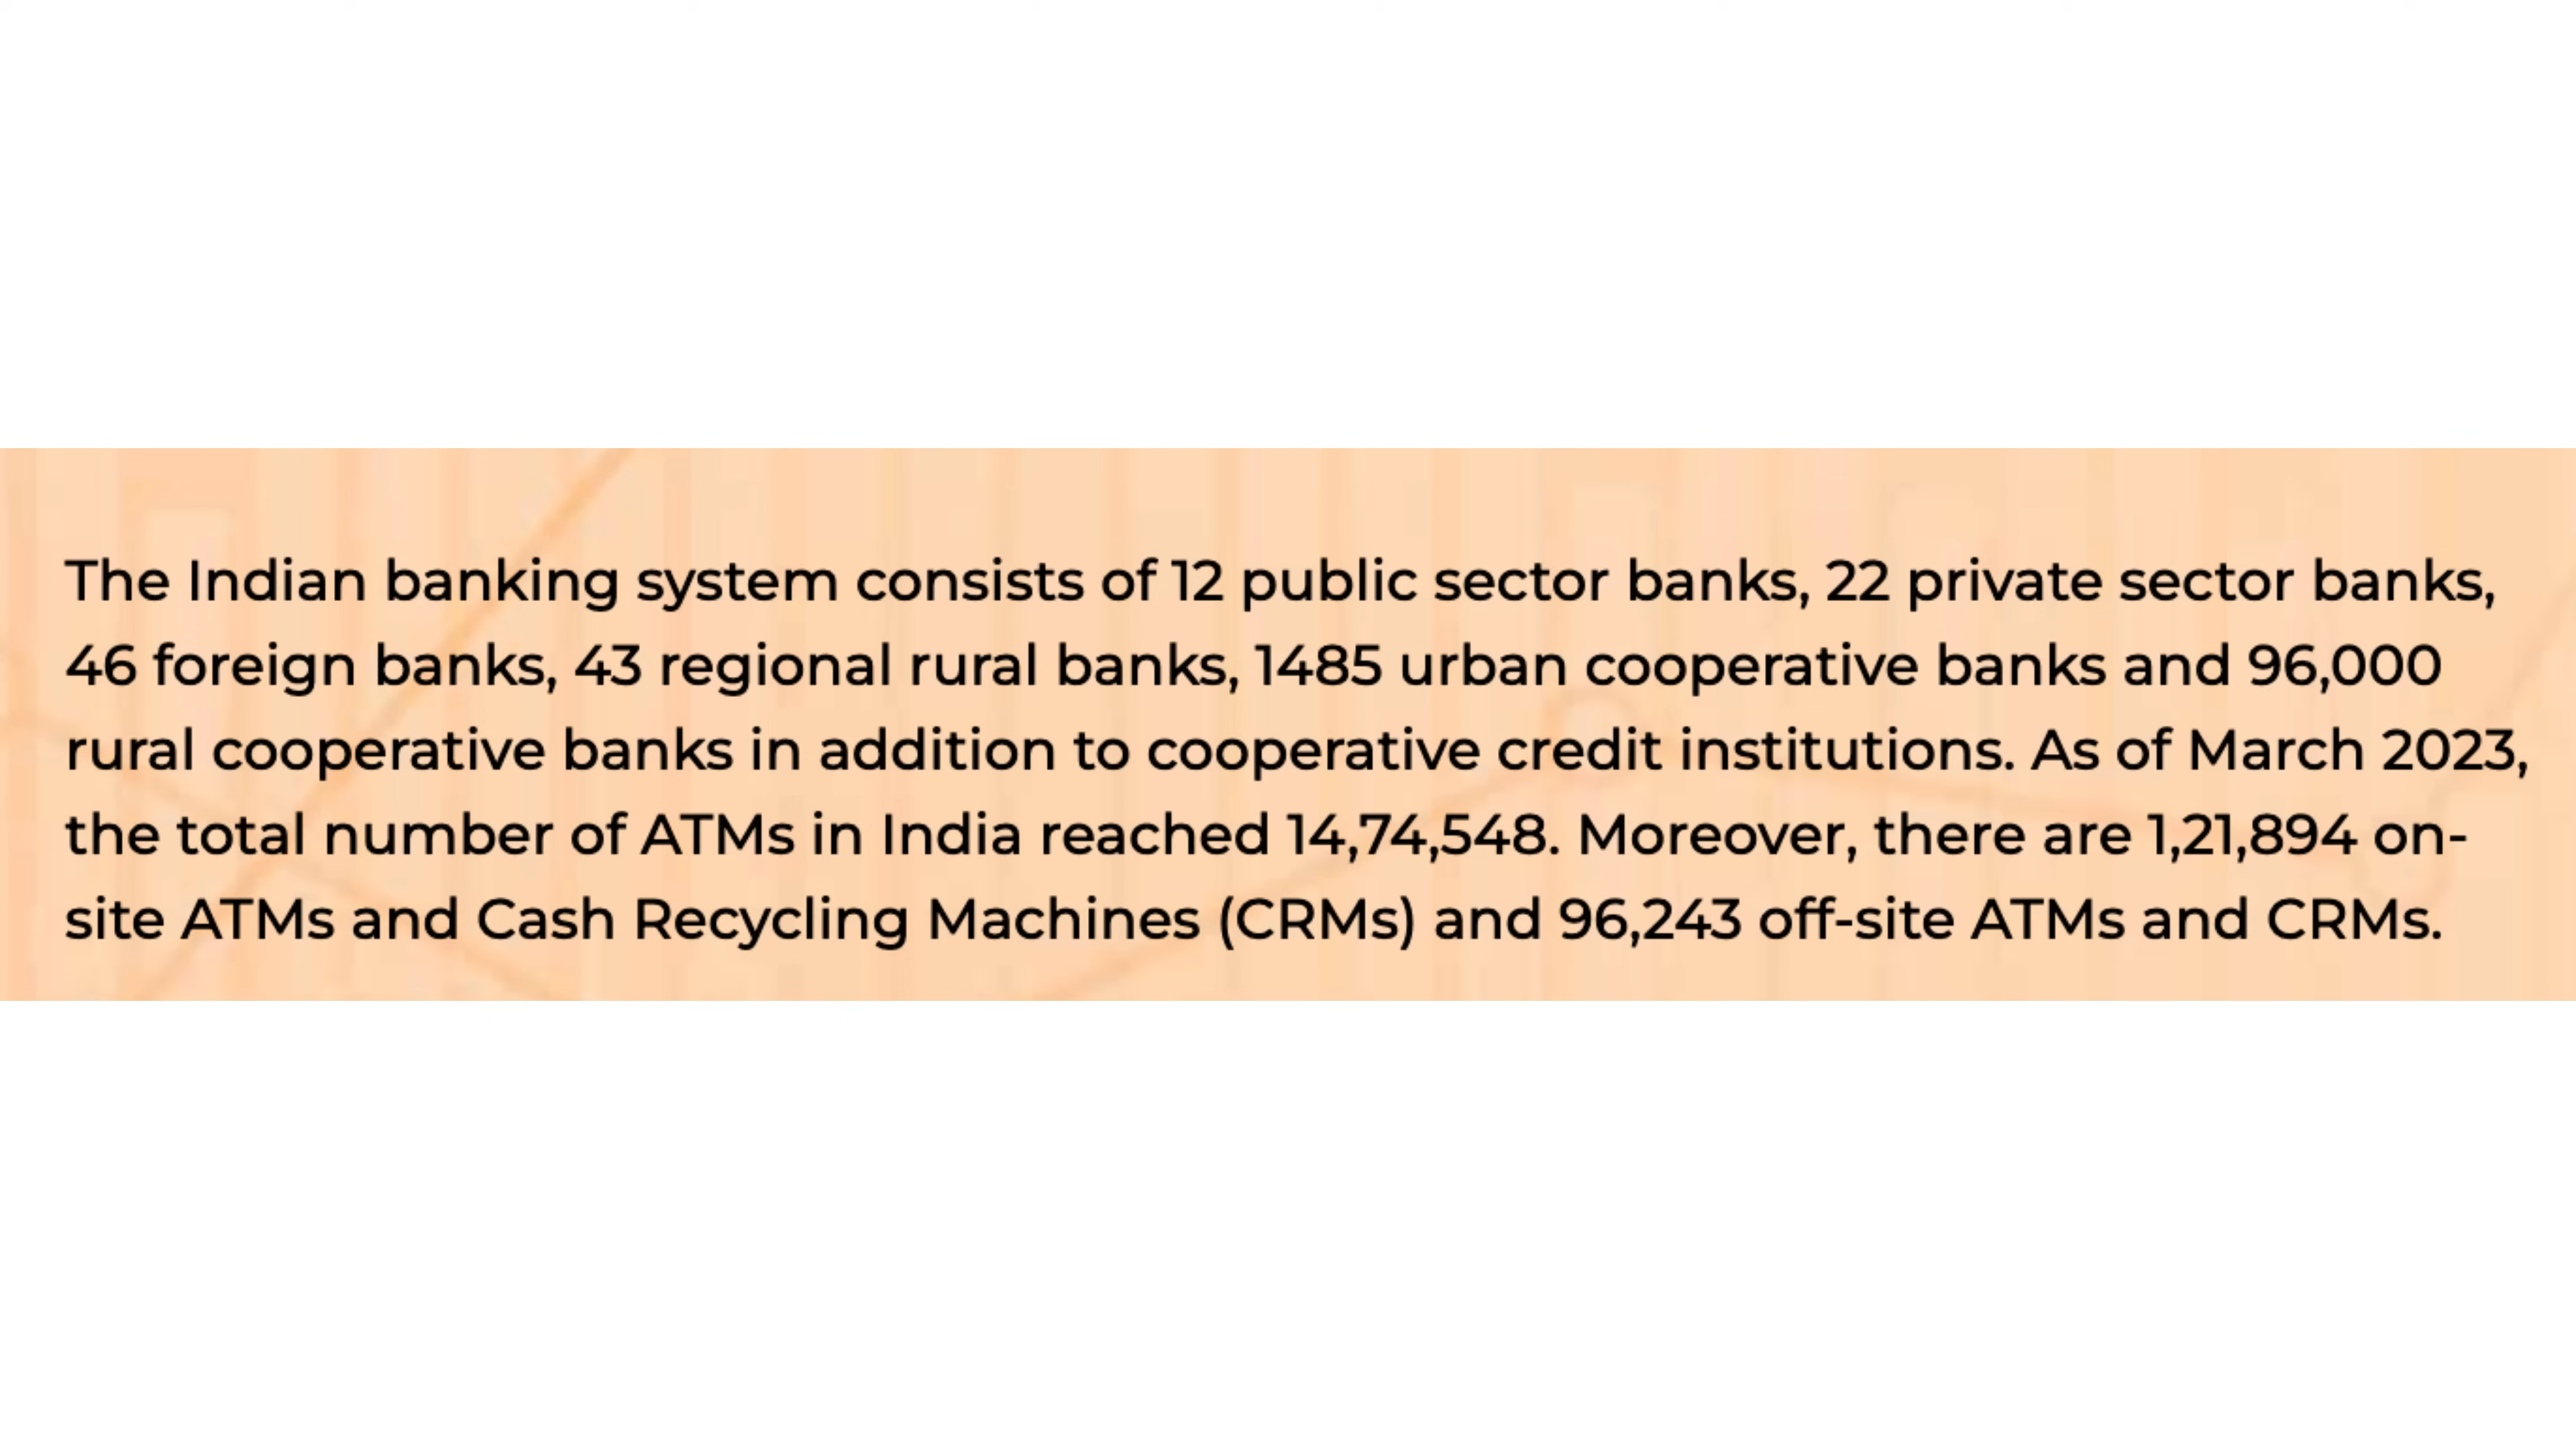 The Indian banking system consists of 12 public sector banks, 22 private sector banks,
46 foreign banks, 43 regional rural banks, 1485 urban cooperative banks and 96,000
rural cooperative banks in addition to cooperative credit institutions. As of March 2023,
the total number of ATMs in India reached 14,74,548. Moreover, there are 1,21,894 on-
site ATMs and Cash Recycling Machines (CRMs) and 96,243 off-site ATMs and CRMs.